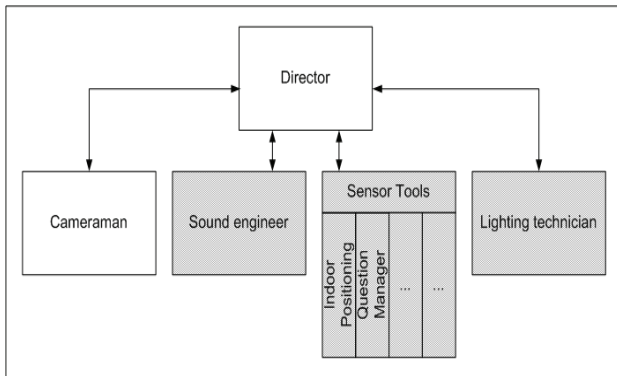 Director
Cameraman
Sound engineer
Sensor Tools
Lighting technician
Indoor
Positioning
Question
Manager
...
...